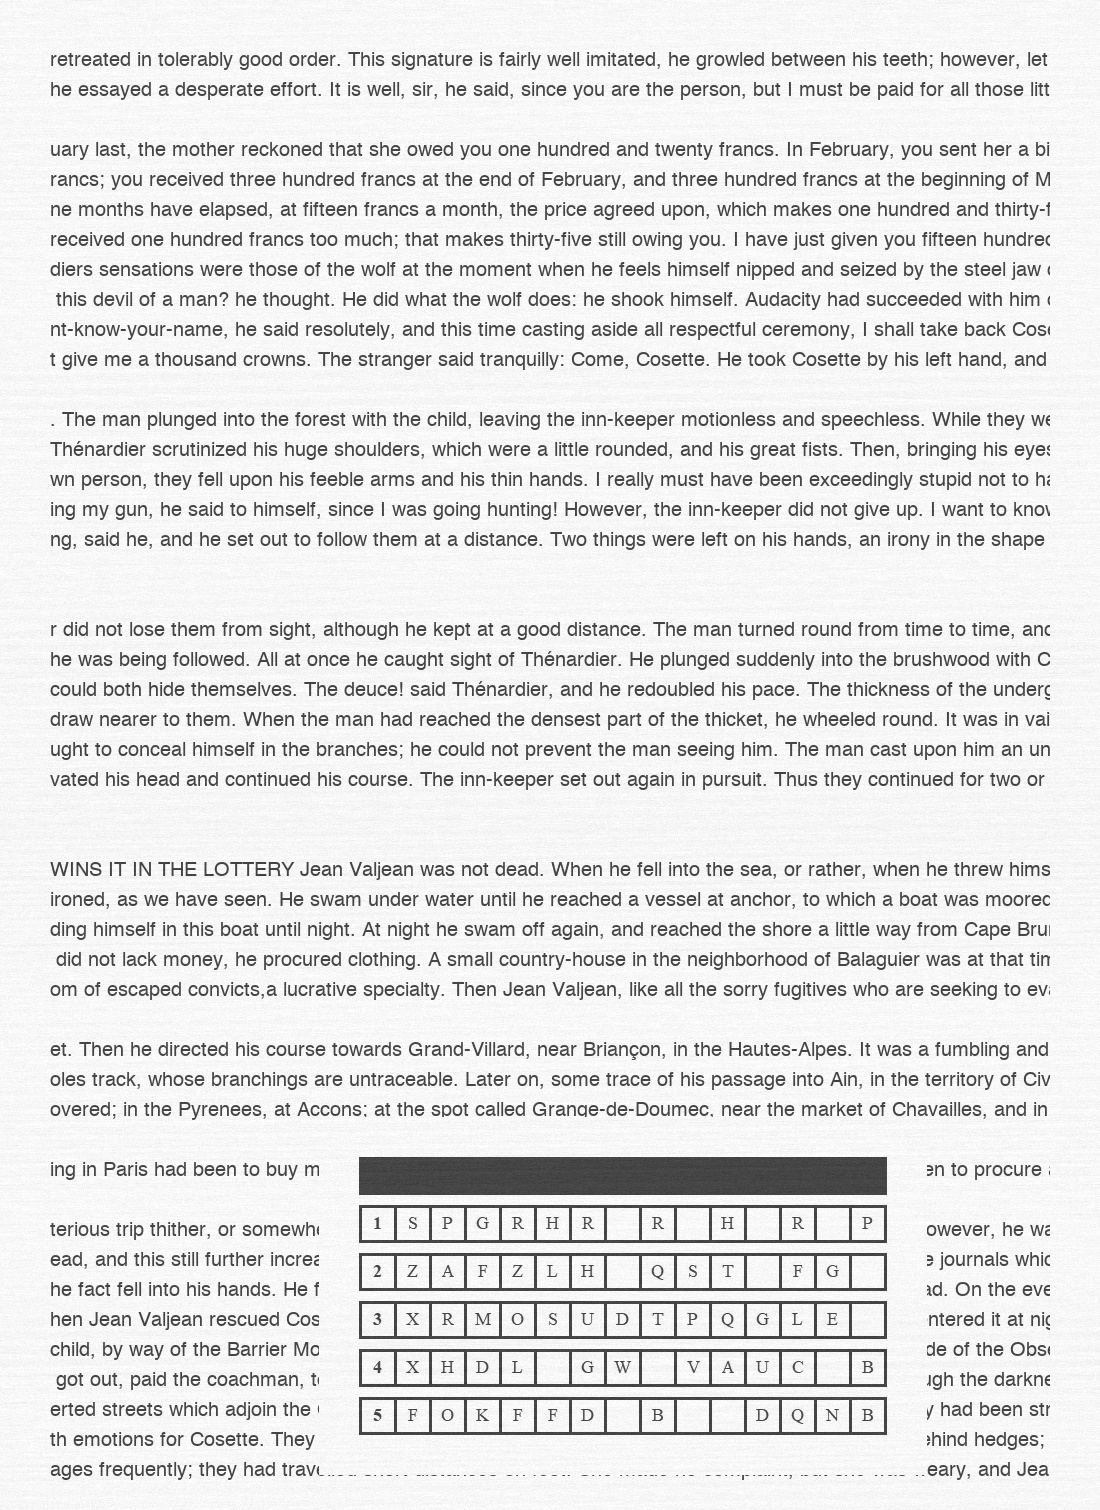 retreated in tolerably good order. This signature is fairly well imitated, he growled between his teeth; however, let
he essayed a desperate effort. It is well, sir, he said, since you are the person, but I must be paid for all those litt
uary last, the mother reckoned that she owed you one hundred and twenty francs. In February, you sent her a bi
rancs; you received three hundred francs at the end of February, and three hundred francs at the beginning of M
ne months have elapsed, at fifteen francs a month, the price agreed upon, which makes one hundred and thirty-f
received one hundred francs too much; that makes thirty-five still owing you. I have just given you fifteen hundred
diers sensations were those of the wolf at the moment when he feels himself nipped and seized by the steel jaw
this devil of a man? he thought. He did what the wolf does: he shook himself. Audacity had succeeded with him
nt-know-your-name, he said resolutely, and this time casting aside all respectful ceremony, I shall take back Cose
t give me a thousand crowns. The stranger said tranquilly: Come, Cosette. He took Cosette by his left hand, and
. The man plunged into the forest with the child, leaving the inn-keeper motionless and speechless. While they we
Thénardier scrutinized his huge shoulders, which were a little rounded, and his great fists. Then, bringing his eyes
wn person, they fell upon his feeble arms and his thin hands. I really must have been exceedingly stupid not to ha
ing my gun, he said to himself, since I was going hunting! However, the inn-keeper did not give up. I want to know
ng, said he, and he set out to follow them at a distance. Two things were left on his hands, an irony in the shape
r did not lose them from sight, although he kept at a good distance. The man turned round from time to time, and
he was being followed. All at once he caught sight of Thénardier. He plunged suddenly into the brushwood with C
could both hide themselves. The deuce! said Thénardier, and he redoubled his pace. The thickness of the underg
draw nearer to them. When the man had reached the densest part of the thicket, he wheeled round. It was in vai
ught to conceal himself in the branches; he could not prevent the man seeing him. The man cast upon him an un
vated his head and continued his course. The inn-keeper set out again in pursuit. Thus they continued for two or
WINS IT IN THE LOTTERY Jean Valjean was not dead. When he fell into the sea, or rather, when he threw hims
ironed, as we have seen. He swam under water until he reached a vessel at anchor, to which a boat was moored
ding himself in this boat until night. At night he swam off again, and reached the shore a little way from Cape Brun
did not lack money, he procured clothing. A small country-house in the neighborhood of Balaguier was at that tim
om of escaped convicts,a lucrative specialty. Then Jean Valjean, like all the sorry fugitives who are seeking to eva
et. Then he directed his course towards Grand-Villard, near Briançon, in the Hautes-Alpes. It was a fumbling and
oles track, whose branchings are untraceable. Later on, some trace of his passage into Ain, in the territory of Civ
overed; in the Pyrenees, at Accons; at the spot called Grange-de-Doumec, near the market of Chavailles, and in
ing in Paris had been to buy m en to procure
terious trip thither, or somewhe owever, he wa
ead, and this still further increa e journals whic
he fact fell into his hands. He f ad. On the eve
hen Jean Valjean rescued Cos ntered it at nig
child, by way of the Barrier Mo de of the Obse
got out, paid the coachman, t ugh the darkne
erted streets which adjoin the y had been str
th emotions for Cosette. They ehind hedges;
ages frequently; they had travelled short distances on foot. She made no complaint, but she was weary, and Jea
1 S P G R H R R H R P
2 Z A F Z L H Q S T F G
3 X R M O S U D T P Q G L E
4 X H D L G W V A U C B
5 F O K F F D B D Q N B